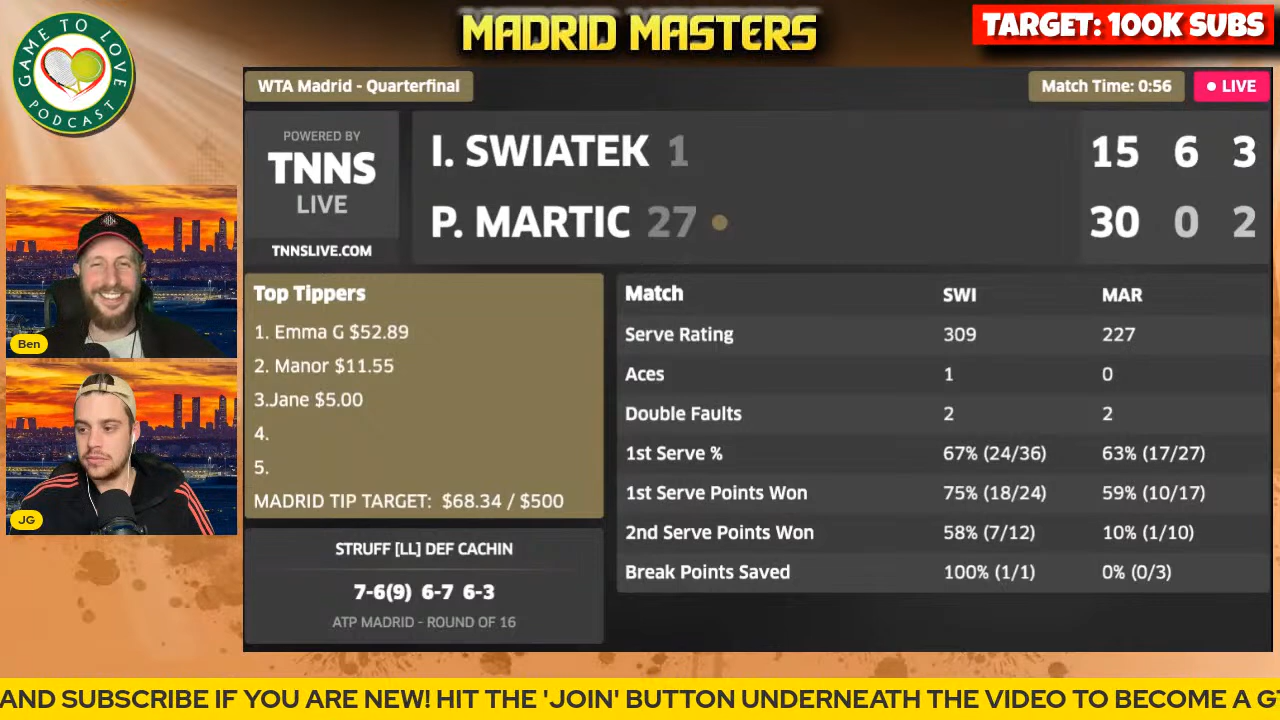 GAME TO LOVE
PODCAST
MADRID MASTERS
TARGET: 100K SUBS
WTA Madrid - Quarterfinal
Match Time: 0:56
LIVE
POWERED BY
TNNS
LIVE
TNNSLIVE.COM
I. SWIATEK 1 15 6 3
P. MARTIC 27 30 0 2
Ben
JG
Top Tippers
1. Emma G $52.89
2. Manor $11.55
3.Jane $5.00
4.
5.
MADRID TIP TARGET: $68.34 / $500
STRUFF [LL] DEF CACHIN
7-6(9) 6-7 6-3
ATP MADRID - ROUND OF 16
Match SWI MAR
Serve Rating 309 227
Aces 1 0
Double Faults 2 2
1st Serve % 67% (24/36) 63% (17/27)
1st Serve Points Won 75% (18/24) 59% (10/17)
2nd Serve Points Won 58% (7/12) 10% (1/10)
Break Points Saved 100% (1/1) 0% (0/3)
AND SUBSCRIBE IF YOU ARE NEW! HIT THE 'JOIN' BUTTON UNDERNEATH THE VIDEO TO BECOME A G